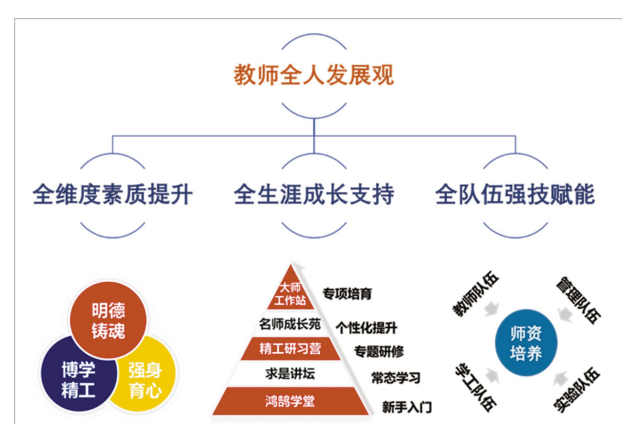 教师全人发展观
全维度素质提升
全生涯成长支持
全队伍强技赋能
明德
铸魂
博学
精工
强身
育心
大师
工作站
专项培育
名师成长苑
个性化提升
精工研习营
专题研修
求是讲坛
常态学习
鸿鹄学堂
新手入门
教师队伍
管理队伍
师资
培养
学工队伍
实验队伍